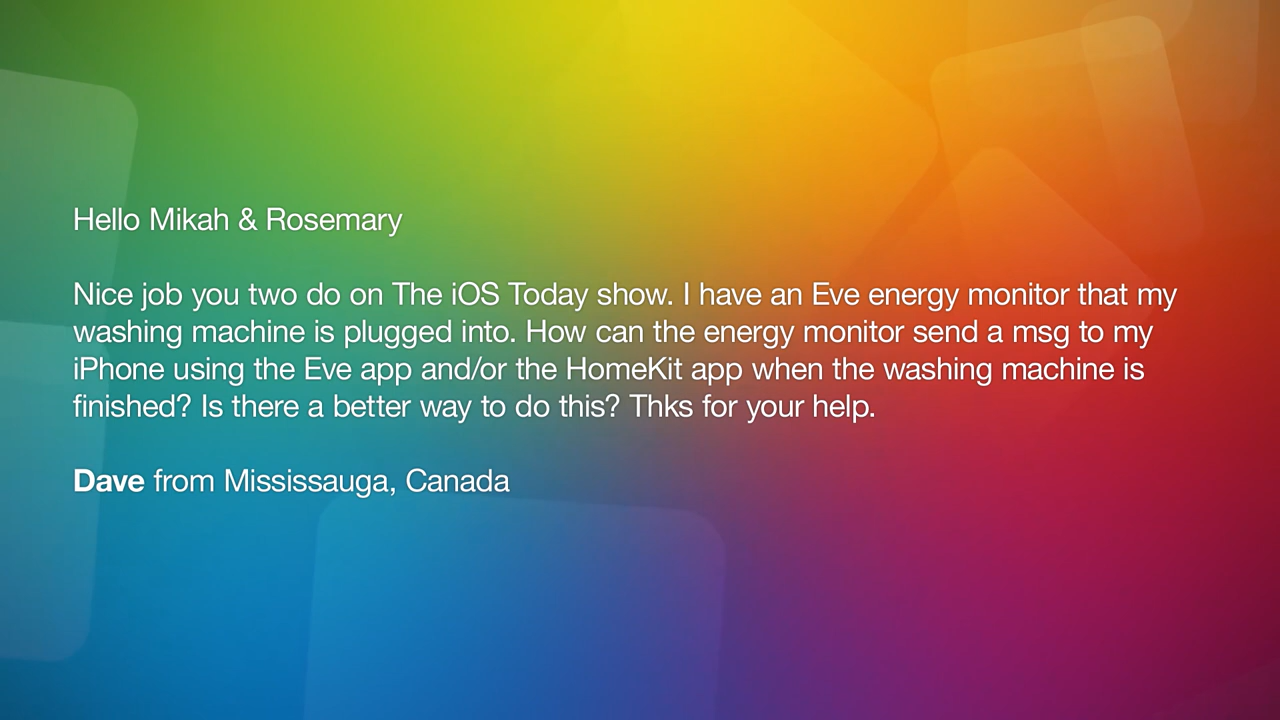 Hello Mikah & Rosemary
Nice job you two do on The iOS Today show. I have an Eve energy monitor that my
washing machine is plugged into. How can the energy monitor send a msg to my
iPhone using the Eve app and/or the HomeKit app when the washing machine is
finished? Is there a better way to do this? Thks for your help.
Dave from Mississauga, Canada